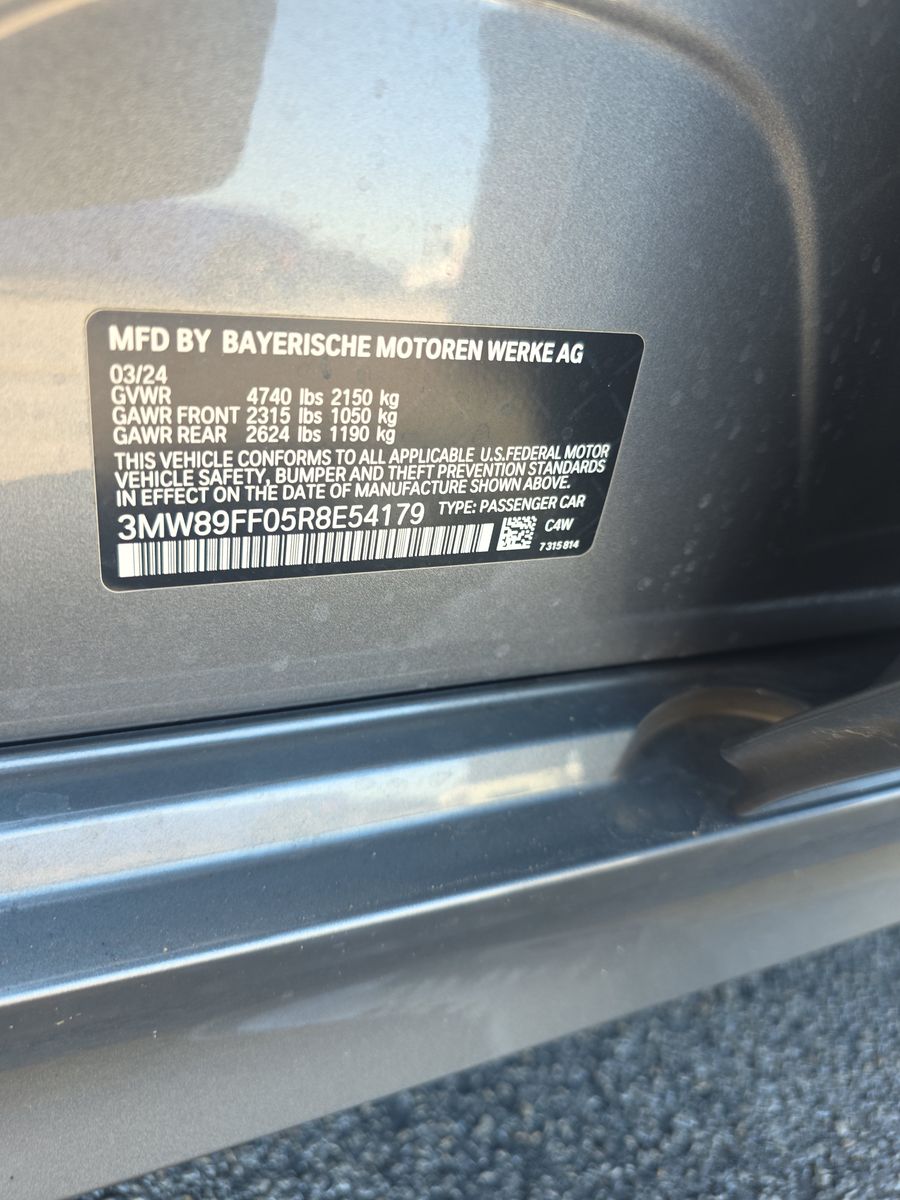 MFD BY BAYERISCHE MOTOREN WERKE AG
03/24
GVWR 4740 lbs 2150 kg
GAWR FRONT 2315 lbs 1050 kg
GAWR REAR 2624 lbs 1190 kg
THIS VEHICLE CONFORMS TO ALL APPLICABLE U.S.FEDERAL MOTOR
VEHICLE SAFETY, BUMPER AND THEFT PREVENTION STANDARDS
IN EFFECT ON THE DATE OF MANUFACTURE SHOWN ABOVE.
3MW89FF05R8E54179 TYPE: PASSENGER CAR
C4W
7 315 814